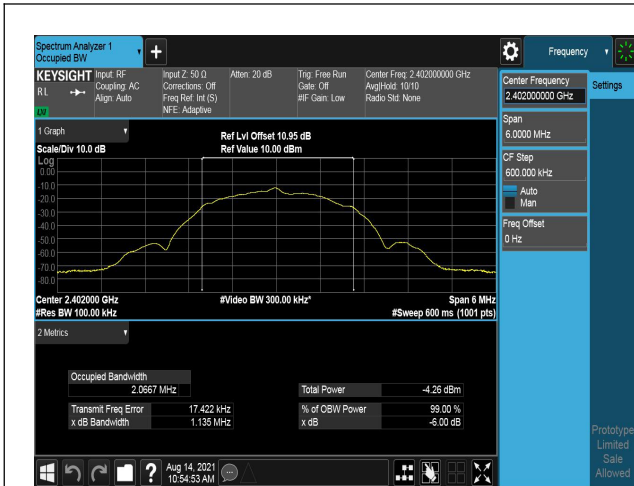 Spectrum Analyzer 1
Occupied BW
Frequency
KEYSIGHT
RL
Input: RF
Coupling: AC
Align: Auto
Input Z: 50 Ω
Corrections: Off
Freq Ref: Int (S)
NFE: Adaptive
Atten: 20 dB
Trig: Free Run
Gate: Off
#IF Gain: Low
Center Freq: 2.402000000 GHz
Avg|Hold: 10/10
Radio Std: None
Center Frequency
2.402000000 GHz
Settings
Span
6.0000 MHz
CF Step
600.000 kHz
Auto
Man
Freq Offset
0 Hz
1 Graph
Scale/Div 10.0 dB
Ref Lvl Offset 10.95 dB
Ref Value 10.00 dBm
Log
0.00
-10.0
-20.0
-30.0
-40.0
-50.0
-60.0
-70.0
-80.0
Center 2.402000 GHz
#Video BW 300.00 kHz*
Span 6 MHz
#Res BW 100.00 kHz
#Sweep 600 ms (1001 pts)
2 Metrics
Occupied Bandwidth
2.0667 MHz
Total Power -4.26 dBm
Transmit Freq Error 17.422 kHz
% of OBW Power 99.00 %
x dB Bandwidth 1.135 MHz
x dB -6.00 dB
Prototype
Limited
Sale
Allowed
Aug 14, 2021
10:54:53 AM